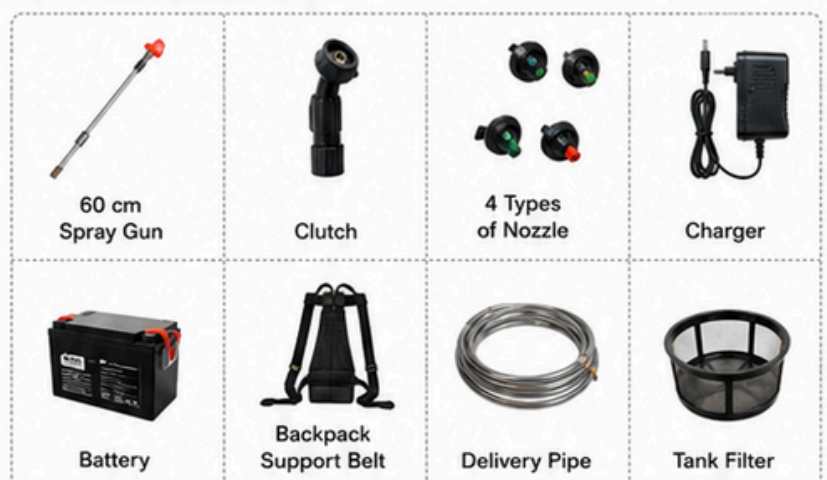 60 cm
Spray Gun
Clutch
4 Types
of Nozzle
Charger
Battery
Backpack
Support Belt
Delivery Pipe
Tank Filter